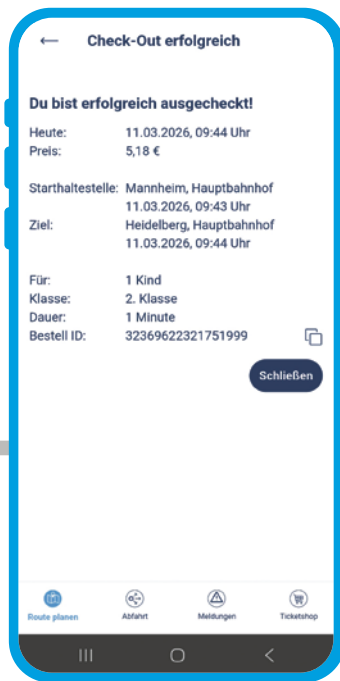 ← Check-Out erfolgreich
Du bist erfolgreich ausgecheckt!
Heute: 11.03.2026, 09:44 Uhr
Preis: 5,18 €
Starthaltestelle: Mannheim, Hauptbahnhof
11.03.2026, 09:43 Uhr
Ziel: Heidelberg, Hauptbahnhof
11.03.2026, 09:44 Uhr
Für: 1 Kind
Klasse: 2. Klasse
Dauer: 1 Minute
Bestell ID: 32369622321751999
Schließen
Route planen Abfahrt Meldungen Ticketshop